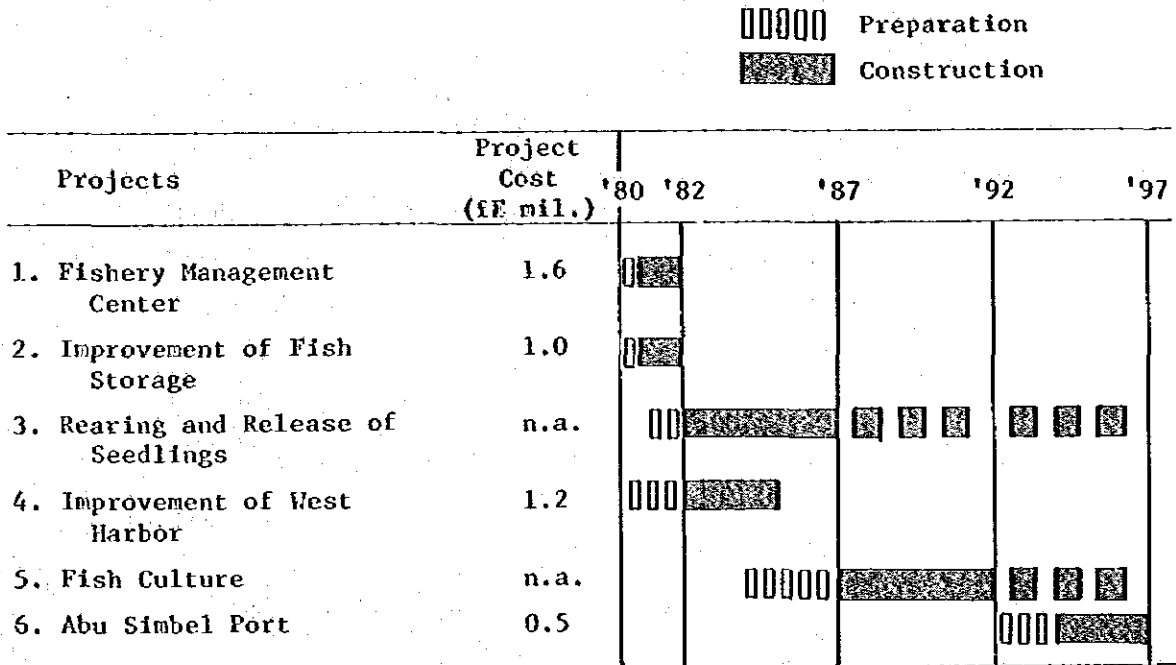 Preparation
Construction
Project
Projects Cost '80 '82 '87 '92 '97
(£E mil.)
1. Fishery Management 1.6
Center
2. Improvement of Fish 1.0
Storage
3. Rearing and Release of n.a.
Seedlings
4. Improvement of West 1.2
Harbor
5. Fish Culture n.a.
6. Abu Simbel Port 0.5